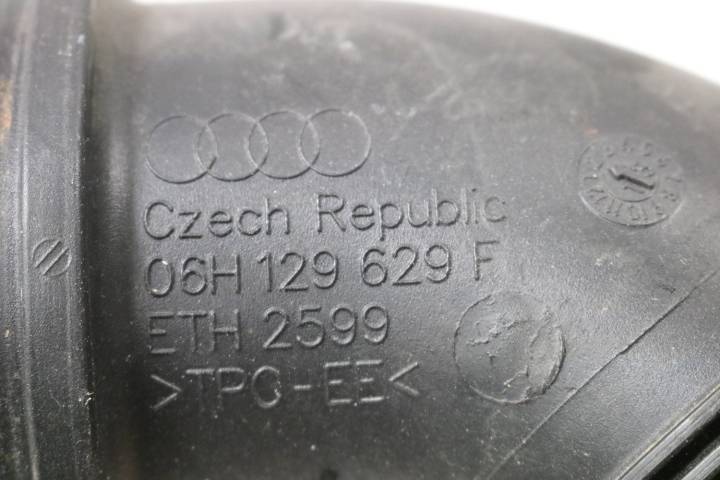 Czech Republic
06H 129 629 F
ETH 2599
>TPC-EE<